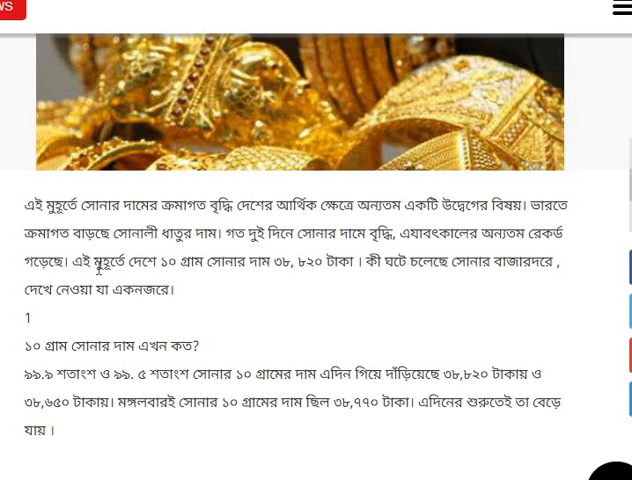 WS
এই মুহূর্তে সোনার দামের ক্রমাগত বৃদ্ধি দেশের আর্থিক ক্ষেত্রে অন্যতম একটি উদ্বেগের বিষয়। ভারতে
ক্রমাগত বাড়ছে সোনালী ধাতুর দাম। গত দুই দিনে সোনার দামে বৃদ্ধি, এযাবৎকালের অন্যতম রেকর্ড
গড়েছে। এই মুহূর্তে দেশে ১০ গ্রাম সোনার দাম ৩৮, ৮২০ টাকা । কী ঘটে চলেছে সোনার বাজারদরে ,
দেখে নেওয়া যা একনজরে।
1
১০ গ্রাম সোনার দাম এখন কত?
৯৯.৯ শতাংশ ও ৯৯. ৫ শতাংশ সোনার ১০ গ্রামের দাম এদিন গিয়ে দাঁড়িয়েছে ৩৮,৮২০ টাকায় ও
৩৮,৬৫০ টাকায়। মঙ্গলবারই সোনার ১০ গ্রামের দাম ছিল ৩৮,৭৭০ টাকা। এদিনের শুরুতেই তা বেড়ে
যায় ।